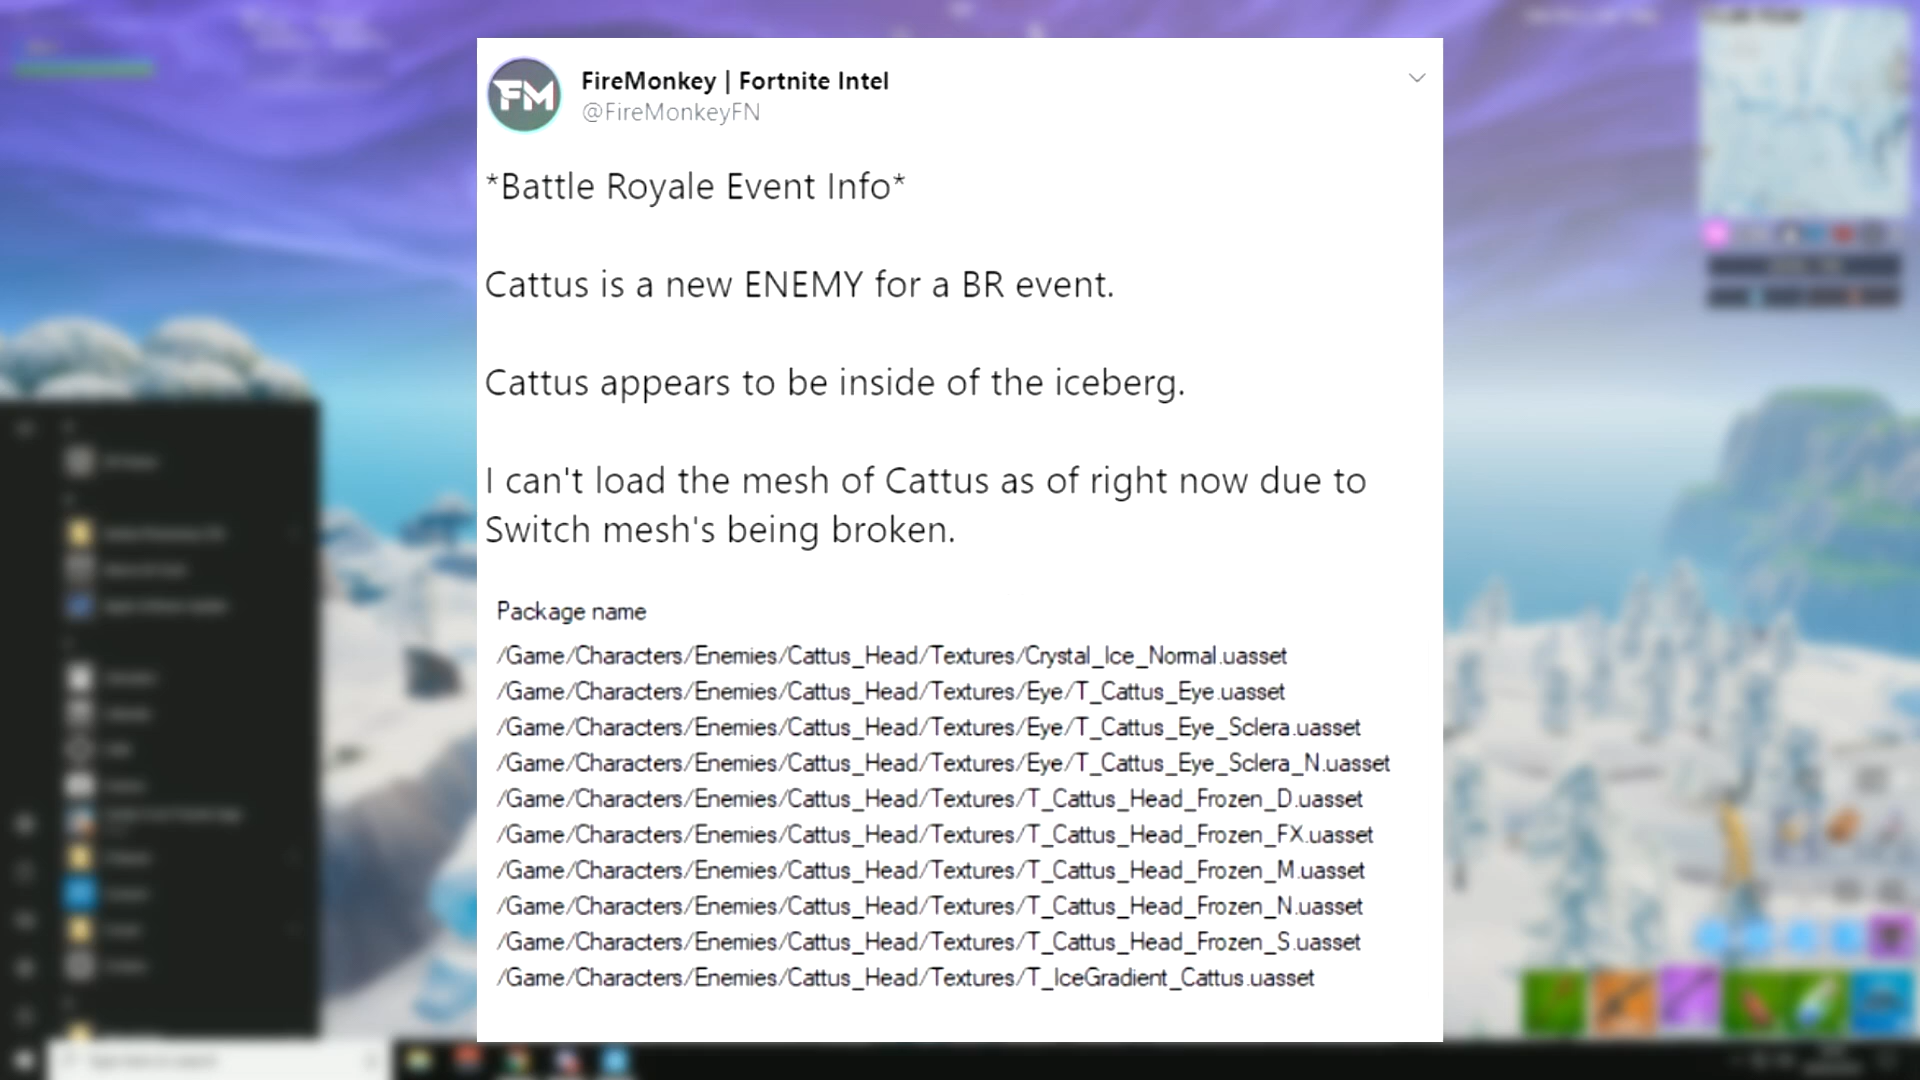 FM
FireMonkey | Fortnite Intel
@FireMonkeyFN
*Battle Royale Event Info*
Cattus is a new ENEMY for a BR event.
Cattus appears to be inside of the iceberg.
I can't load the mesh of Cattus as of right now due to
Switch mesh's being broken.
Package name
/Game/Characters/Enemies/Cattus_Head/Textures/Crystal_Ice_Normal.uasset
/Game/Characters/Enemies/Cattus_Head/Textures/Eye/T_Cattus_Eye.uasset
/Game/Characters/Enemies/Cattus_Head/Textures/Eye/T_Cattus_Eye_Sclera.uasset
/Game/Characters/Enemies/Cattus_Head/Textures/Eye/T_Cattus_Eye_Sclera_N.uasset
/Game/Characters/Enemies/Cattus_Head/Textures/T_Cattus_Head_Frozen_D.uasset
/Game/Characters/Enemies/Cattus_Head/Textures/T_Cattus_Head_Frozen_FX.uasset
/Game/Characters/Enemies/Cattus_Head/Textures/T_Cattus_Head_Frozen_M.uasset
/Game/Characters/Enemies/Cattus_Head/Textures/T_Cattus_Head_Frozen_N.uasset
/Game/Characters/Enemies/Cattus_Head/Textures/T_Cattus_Head_Frozen_S.uasset
/Game/Characters/Enemies/Cattus_Head/Textures/T_IceGradient_Cattus.uasset